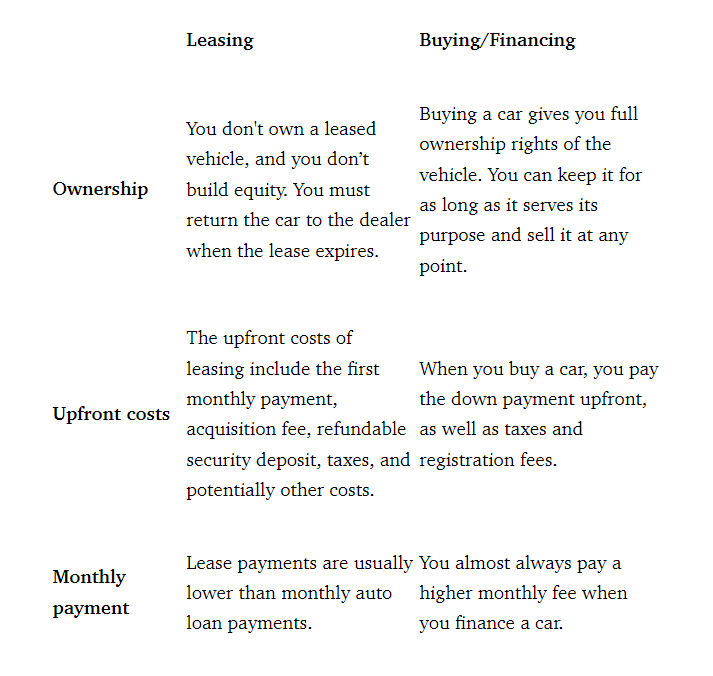 Leasing
Buying/Financing
Ownership
You don't own a leased
vehicle, and you don’t
build equity. You must
return the car to the dealer
when the lease expires.
Buying a car gives you full
ownership rights of the
vehicle. You can keep it for
as long as it serves its
purpose and sell it at any
point.
Upfront costs
The upfront costs of
leasing include the first
monthly payment,
acquisition fee, refundable
security deposit, taxes, and
potentially other costs.
When you buy a car, you pay
the down payment upfront,
as well as taxes and
registration fees.
Monthly
payment
Lease payments are usually
lower than monthly auto
loan payments.
You almost always pay a
higher monthly fee when
you finance a car.